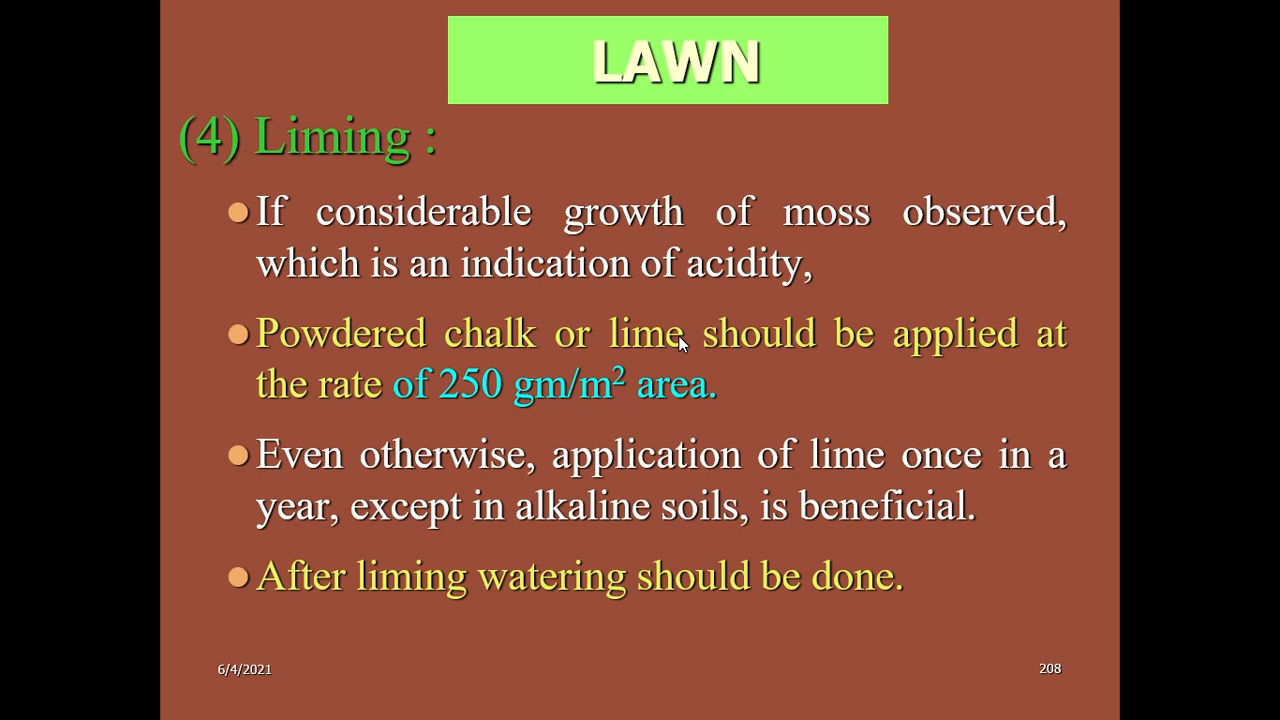 LAWN
(4) Liming :
If considerable growth of moss observed,
which is an indication of acidity,
Powdered chalk or lime should be applied at
the rate of 250 gm/m² area.
Even otherwise, application of lime once in a
year, except in alkaline soils, is beneficial.
After liming watering should be done.
6/4/2021
208